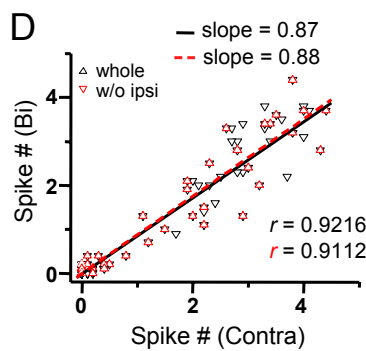 D
slope = 0.87
slope = 0.88
△ whole
▽ w/o ipsi
Spike # (Bi)
4
2
0
r = 0.9216
r = 0.9112
0 2 4
Spike # (Contra)